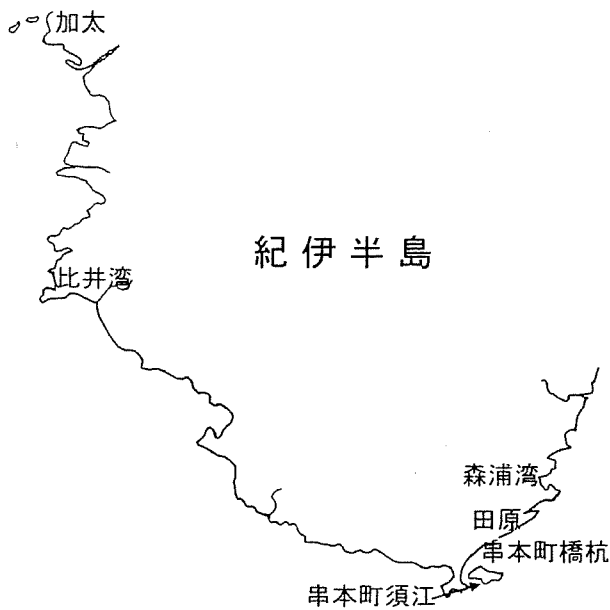 加太
紀伊半島
比井湾
森浦湾
田原
串本町橋杭
串本町須江